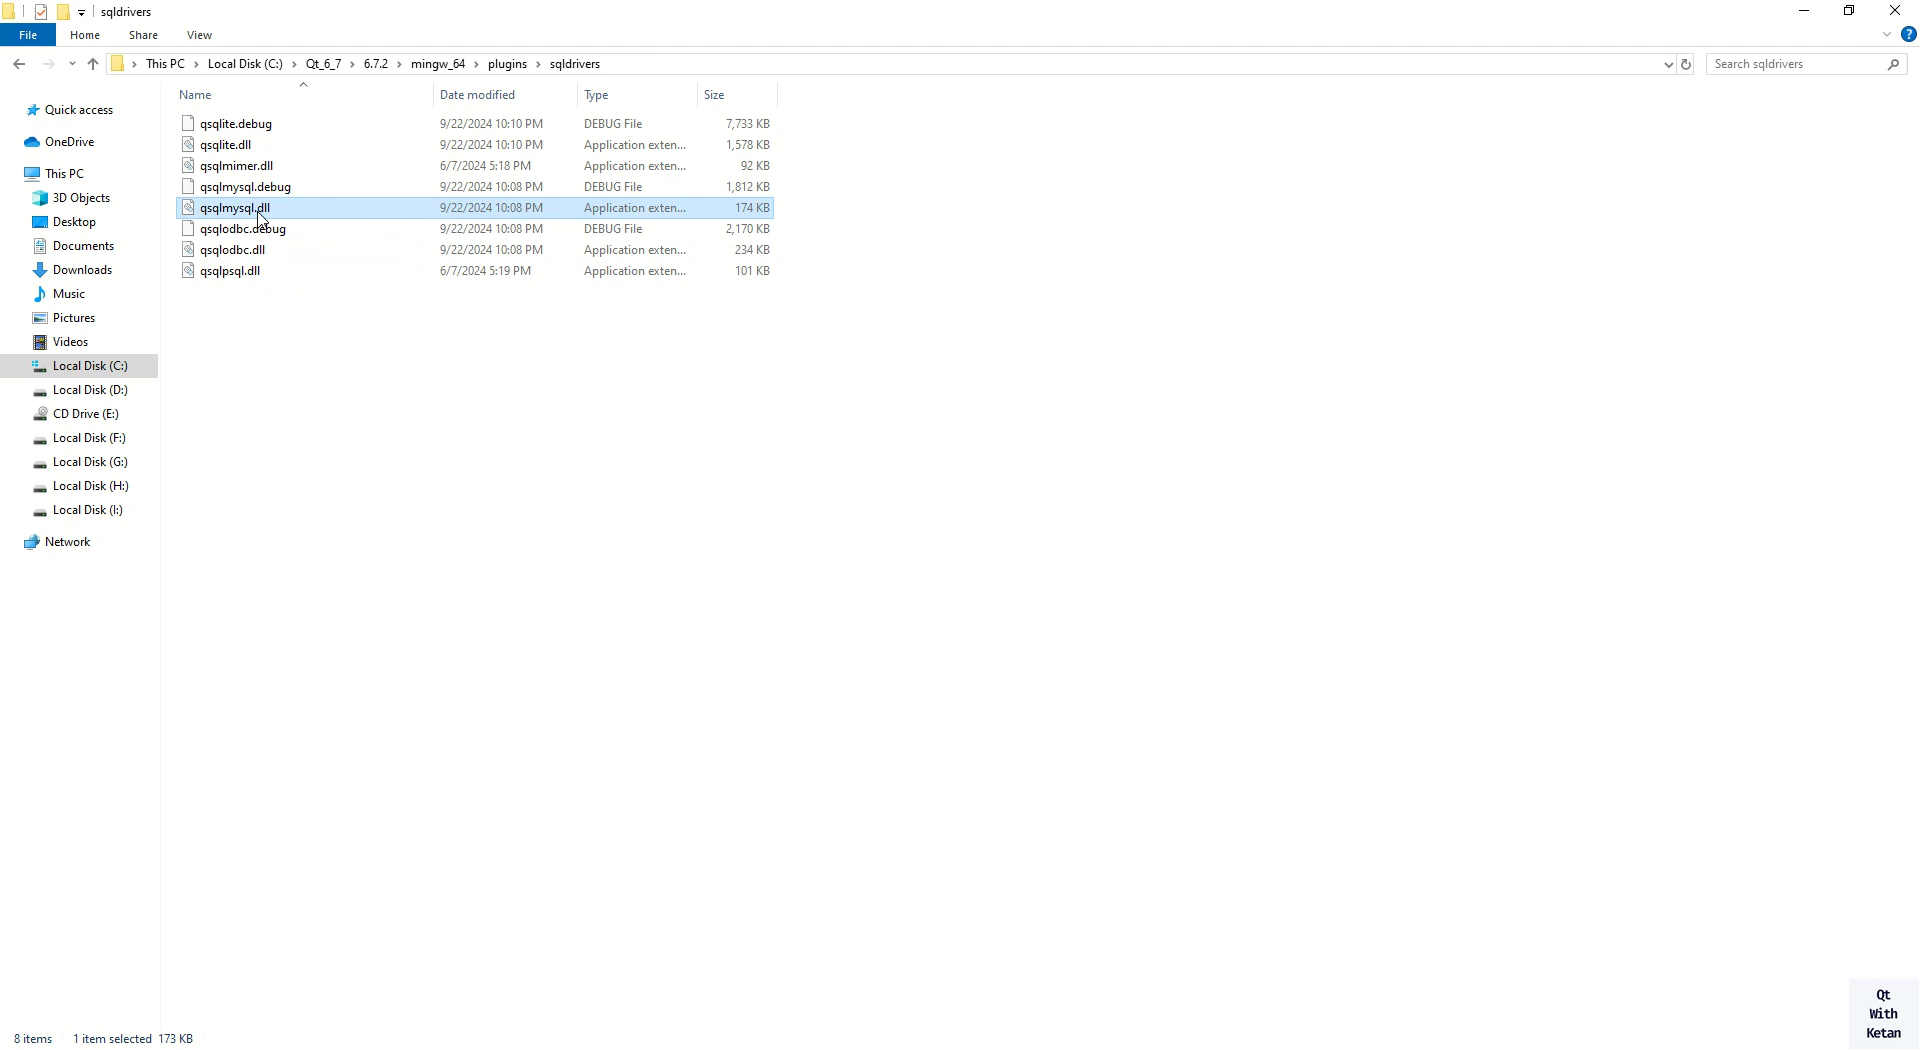 sqldrivers
File Home Share View
This PC Local Disk (C:) Qt_6_7 6.7.2 mingw_64 plugins sqldrivers
Search sqldrivers
Name Date modified Type Size
qsqlite.debug 9/22/2024 10:10 PM DEBUG File 7,733 KB
qsqlite.dll 9/22/2024 10:10 PM Application exten... 1,578 KB
qsqlmimer.dll 6/7/2024 5:18 PM Application exten... 92 KB
qsqlmysql.debug 9/22/2024 10:08 PM DEBUG File 1,812 KB
qsqlmysql.dll 9/22/2024 10:08 PM Application exten... 174 KB
qsqlodbc.debug 9/22/2024 10:08 PM DEBUG File 2,170 KB
qsqlodbc.dll 9/22/2024 10:08 PM Application exten... 234 KB
qsqlpsql.dll 6/7/2024 5:19 PM Application exten... 101 KB
Quick access
OneDrive
This PC
3D Objects
Desktop
Documents
Downloads
Music
Pictures
Videos
Local Disk (C:)
Local Disk (D:)
CD Drive (E:)
Local Disk (F:)
Local Disk (G:)
Local Disk (H:)
Local Disk (I:)
Network
8 items 1 item selected 173 KB
Qt
With
Ketan